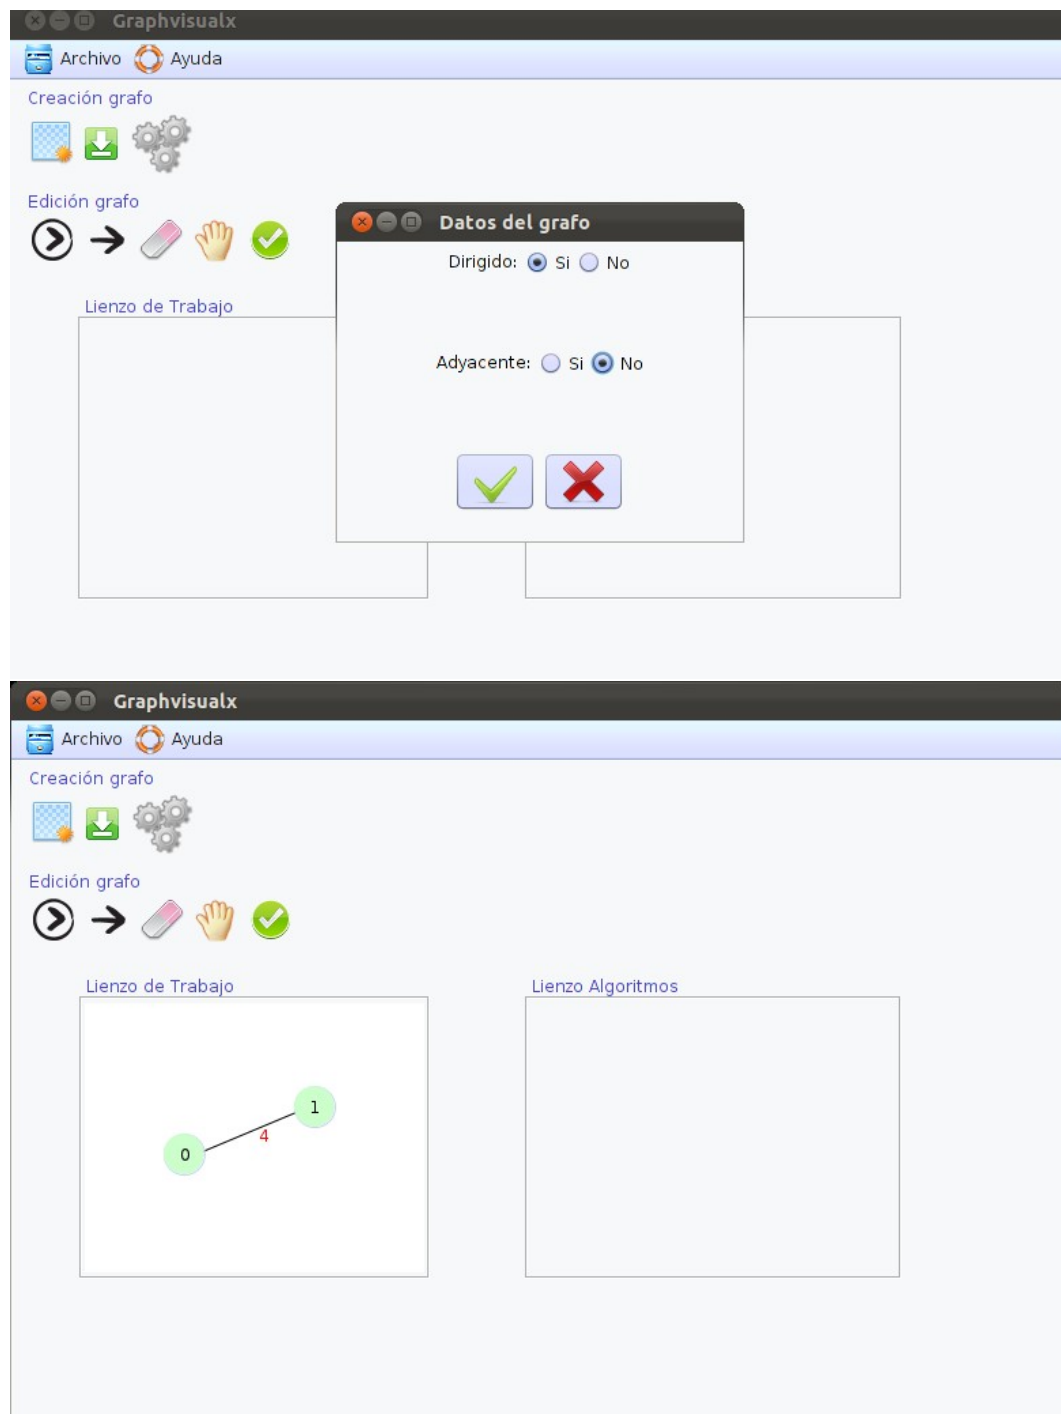 Graphvisualx
Archivo Ayuda
Creación grafo
Edición grafo
Datos del grafo
Dirigido: Si No
Lienzo de Trabajo
Adyacente: Si No
Graphvisualx
Archivo Ayuda
Creación grafo
Edición grafo
Lienzo de Trabajo Lienzo Algoritmos
1
4
0